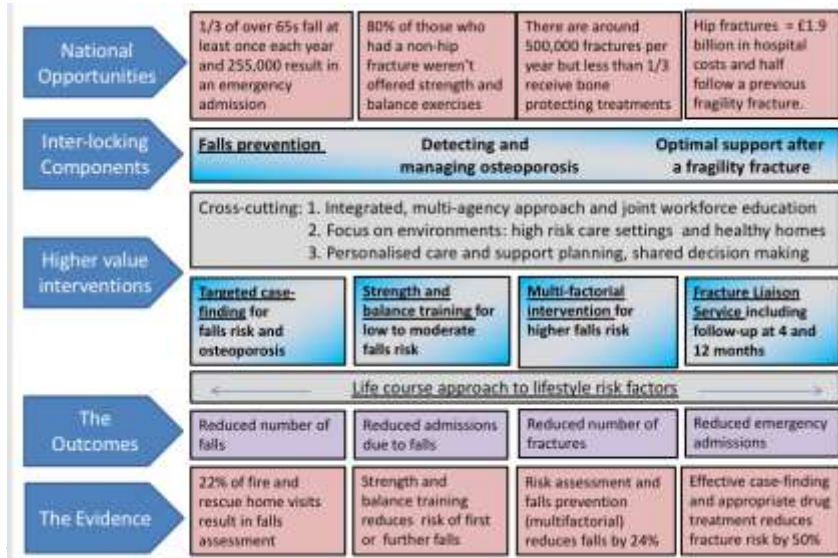 National
Opportunities
1/3 of over 65s fall at
least once each year
and 255,000 result in
an emergency
admission
80% of those who
had a non-hip
fracture weren't
offered strength and
balance exercises
There are around
500,000 fractures per
year but less than 1/3
receive bone
protecting treatments
Hip fractures = £1.9
billion in hospital
costs and half
follow a previous
fragility fracture.
Inter-locking
Components
Falls prevention
Detecting and
managing osteoporosis
Optimal support after
a fragility fracture
Higher value
interventions
Cross-cutting: 1. Integrated, multi-agency approach and joint workforce education
2. Focus on environments: high risk care settings and healthy homes
3. Personalised care and support planning, shared decision making
Targeted case-
finding for
falls risk and
osteoporosis
Strength and
balance training for
low to moderate
falls risk
Multi-factorial
intervention for
higher falls risk
Fracture Liaison
Service including
follow-up at 4 and
12 months
Life course approach to lifestyle risk factors
The
Outcomes
Reduced number of
falls
Reduced admissions
due to falls
Reduced number of
fractures
Reduced emergency
admissions
The Evidence
22% of fire and
rescue home visits
result in falls
assessment
Strength and
balance training
reduces risk of first
or further falls
Risk assessment and
falls prevention
(multifactorial)
reduces falls by 24%
Effective case-finding
and appropriate drug
treatment reduces
fracture risk by 50%